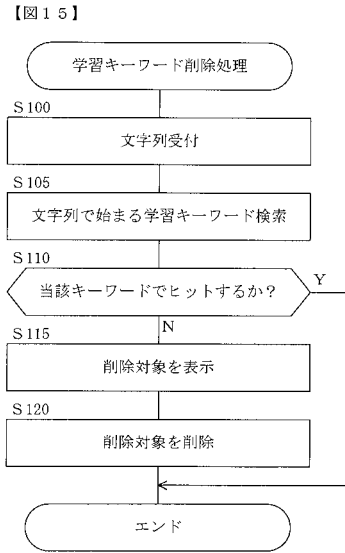 【図１５】
学習キーワード削除処理
Ｓ100
文字列受付
Ｓ105
文字列で始まる学習キーワード検索
Ｓ110
当該キーワードでヒットするか？
Y
N
Ｓ115
削除対象を表示
Ｓ120
削除対象を削除
エンド